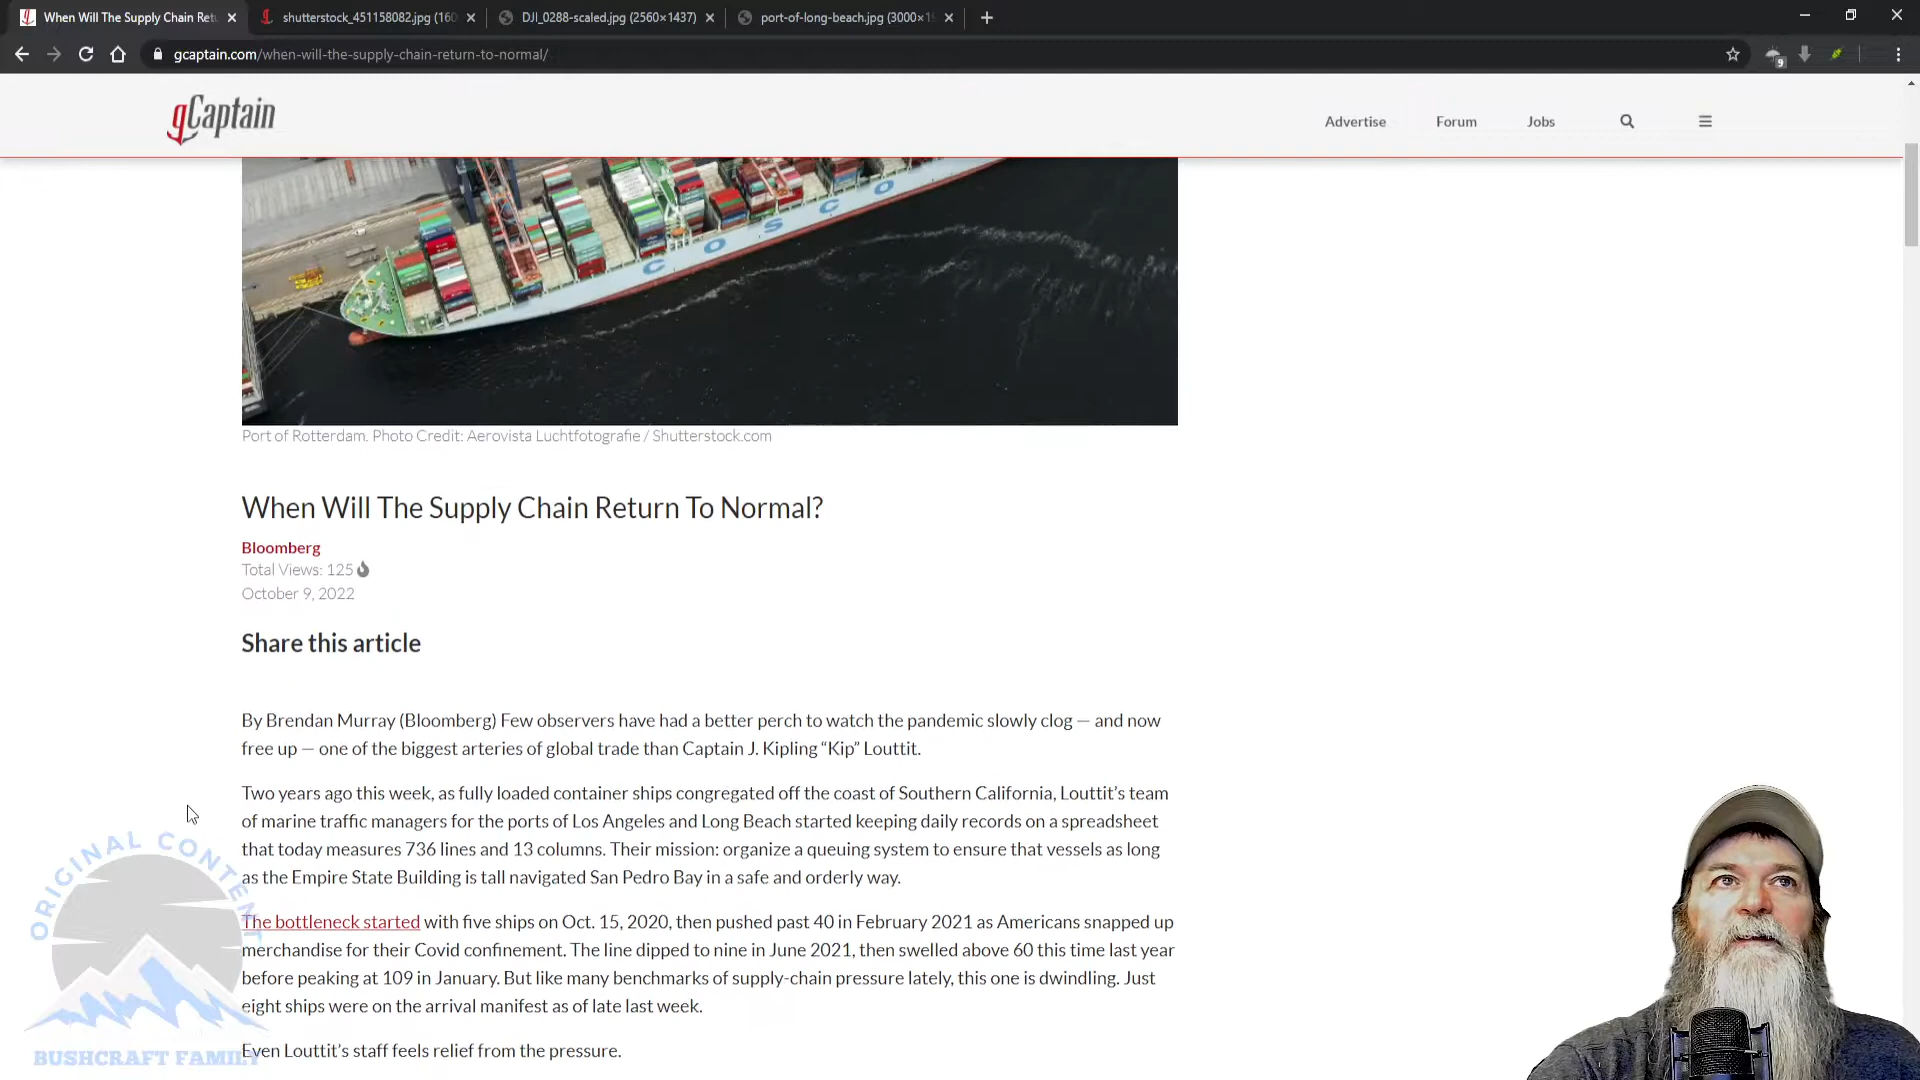 When Will The Supply Chain Retu
shutterstock_451158082.jpg (160
DJI_0288-scaled.jpg (2560×1437)
port-of-long-beach.jpg (3000×1
gcaptain.com/when-will-the-supply-chain-return-to-normal/
9
gCaptain
Advertise
Forum
Jobs
COSCO
Port of Rotterdam. Photo Credit: Aerovista Luchtfotografie / Shutterstock.com
When Will The Supply Chain Return To Normal?
Bloomberg
Total Views: 125
October 9, 2022
Share this article
By Brendan Murray (Bloomberg) Few observers have had a better perch to watch the pandemic slowly clog — and now
free up — one of the biggest arteries of global trade than Captain J. Kipling “Kip” Louttit.
Two years ago this week, as fully loaded container ships congregated off the coast of Southern California, Louttit’s team
of marine traffic managers for the ports of Los Angeles and Long Beach started keeping daily records on a spreadsheet
that today measures 736 lines and 13 columns. Their mission: organize a queuing system to ensure that vessels as long
as the Empire State Building is tall navigated San Pedro Bay in a safe and orderly way.
The bottleneck started with five ships on Oct. 15, 2020, then pushed past 40 in February 2021 as Americans snapped up
merchandise for their Covid confinement. The line dipped to nine in June 2021, then swelled above 60 this time last year
before peaking at 109 in January. But like many benchmarks of supply-chain pressure lately, this one is dwindling. Just
eight ships were on the arrival manifest as of late last week.
Even Louttit’s staff feels relief from the pressure.
ORIGINAL CONTENT
BUSHCRAFT FAMILY